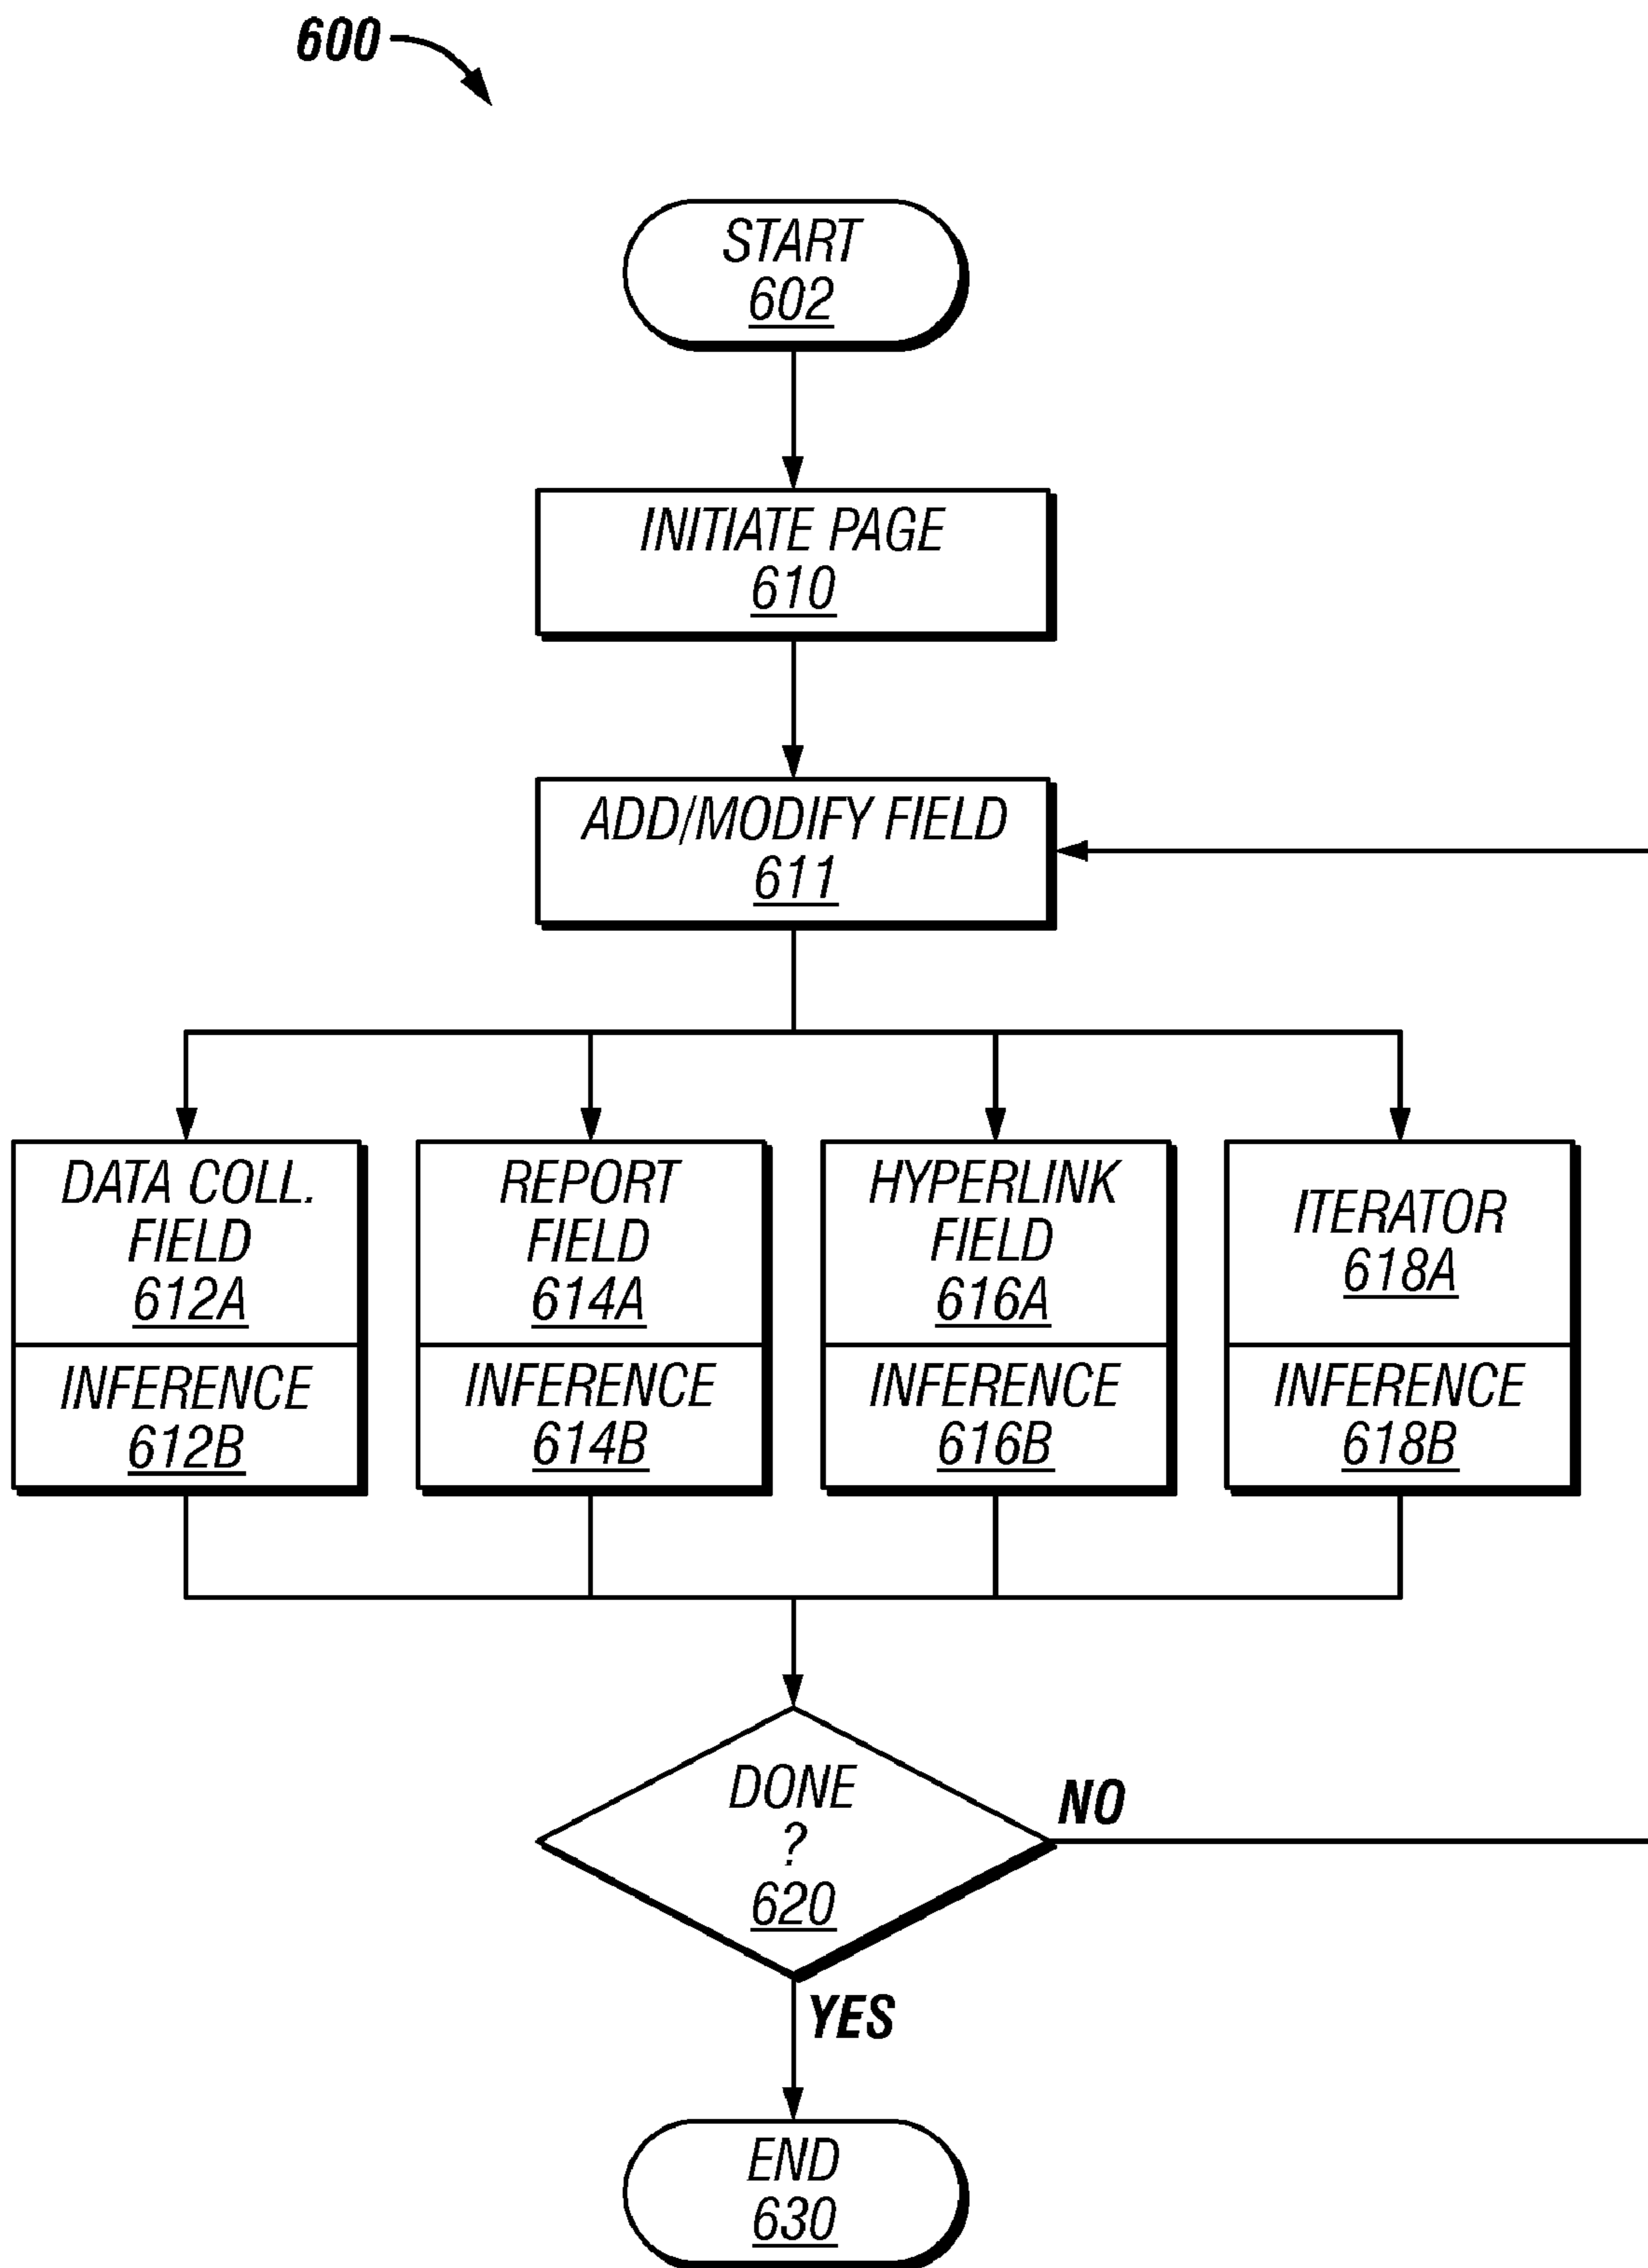 600
START
602
INITIATE PAGE
610
ADD/MODIFY FIELD
611
DATA COLL.
FIELD
612A
INFERENCE
612B
REPORT
FIELD
614A
INFERENCE
614B
HYPERLINK
FIELD
616A
INFERENCE
616B
ITERATOR
618A
INFERENCE
618B
DONE
?
620
NO
YES
END
630